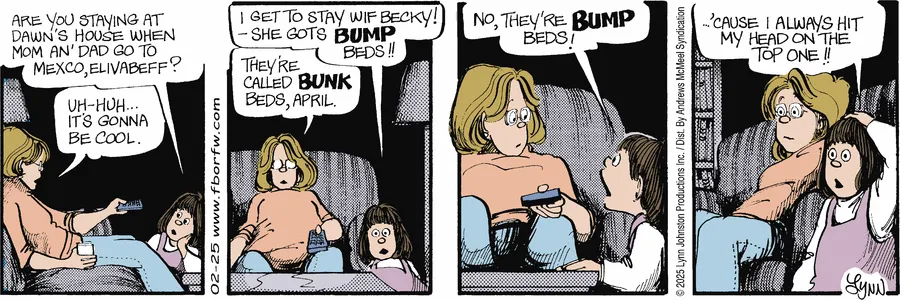 ARE YOU STAYING AT
DAWN'S HOUSE WHEN
MOM AN' DAD GO TO
MEXCO, ELIVABEFF?
UH-HUH...
IT'S GONNA
BE COOL.
02-25 www.fborfw.com
I GET TO STAY WIF BECKY!
- SHE GOTS BUMP
BEDS!!
THEY'RE
CALLED BUNK
BEDS, APRIL.
NO, THEY'RE BUMP
BEDS!
© 2025 Lynn Johnston Productions Inc. / Dist. By Andrews McMeel Syndication
...'CAUSE I ALWAYS HIT
MY HEAD ON THE
TOP ONE!!
LYNN